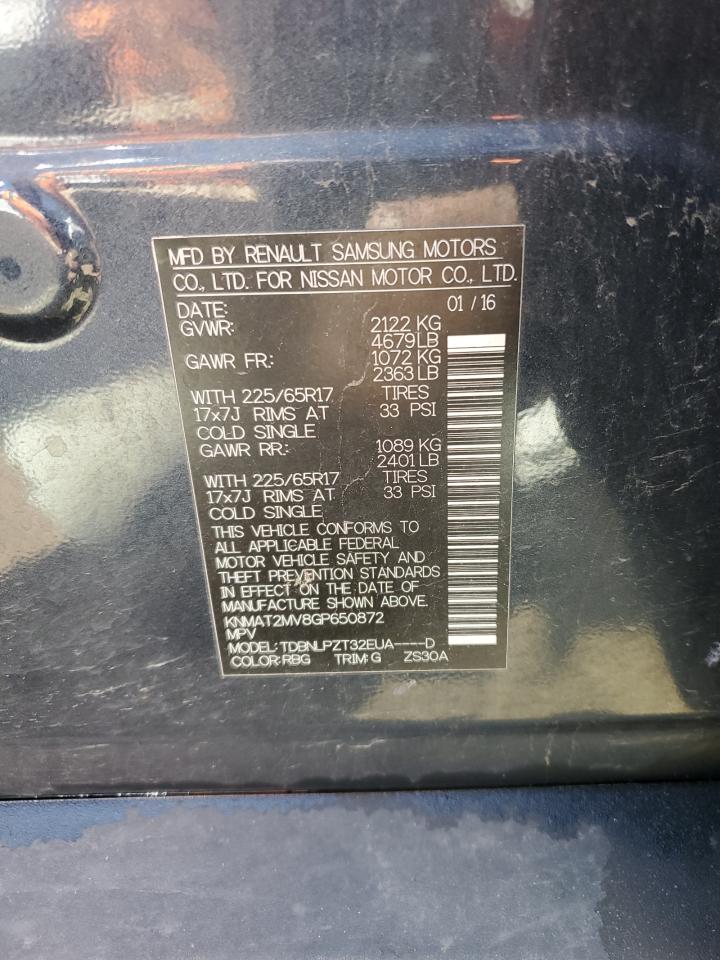 MFD BY RENAULT SAMSUNG MOTORS
CO., LTD. FOR NISSAN MOTOR CO., LTD.
DATE: 01 / 16
GVWR: 2122 KG
4679 LB
GAWR FR: 1072 KG
2363 LB
WITH 225/65R17 TIRES
17x7J RIMS AT 33 PSI
COLD SINGLE
GAWR RR: 1089 KG
2401 LB
WITH 225/65R17 TIRES
17x7J RIMS AT 33 PSI
COLD SINGLE
THIS VEHICLE CONFORMS TO
ALL APPLICABLE FEDERAL
MOTOR VEHICLE SAFETY AND
THEFT PREVENTION STANDARDS
IN EFFECT ON THE DATE OF
MANUFACTURE SHOWN ABOVE.
KNMAT2MV8GP650872
MPV
MODEL: TDBNLPZT32EUA----D
COLOR: RBG TRIM: G ZS30A